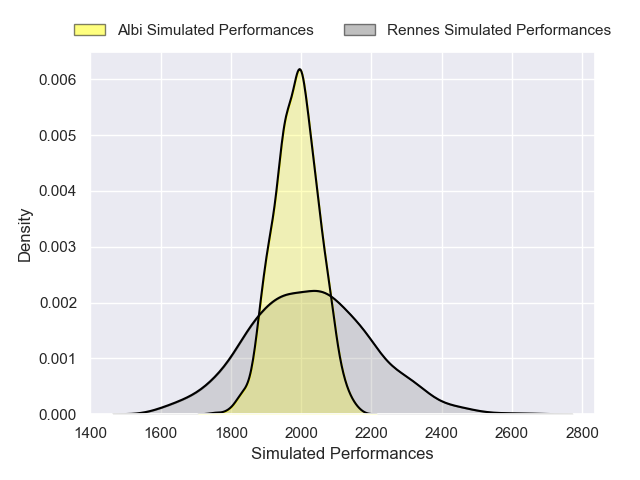 Albi Simulated Performances Rennes Simulated Performances
0.006
0.005
0.004
0.003
0.002
0.001
0.000
Density
1400 1600 1800 2000 2200 2400 2600 2800
Simulated Performances